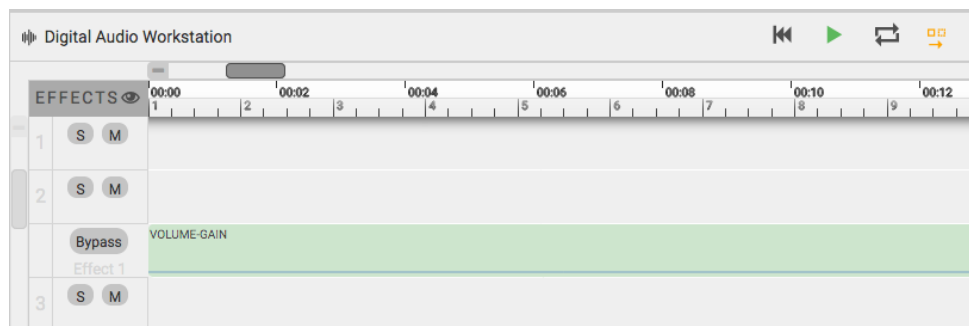 Digital Audio Workstation
EFFECTS
00:00 00:02 00:04 00:06 00:08 00:10 00:12
1 2 3 4 5 6 7 8 9
1 S M
2 S M
Bypass VOLUME-GAIN
Effect 1
3 S M